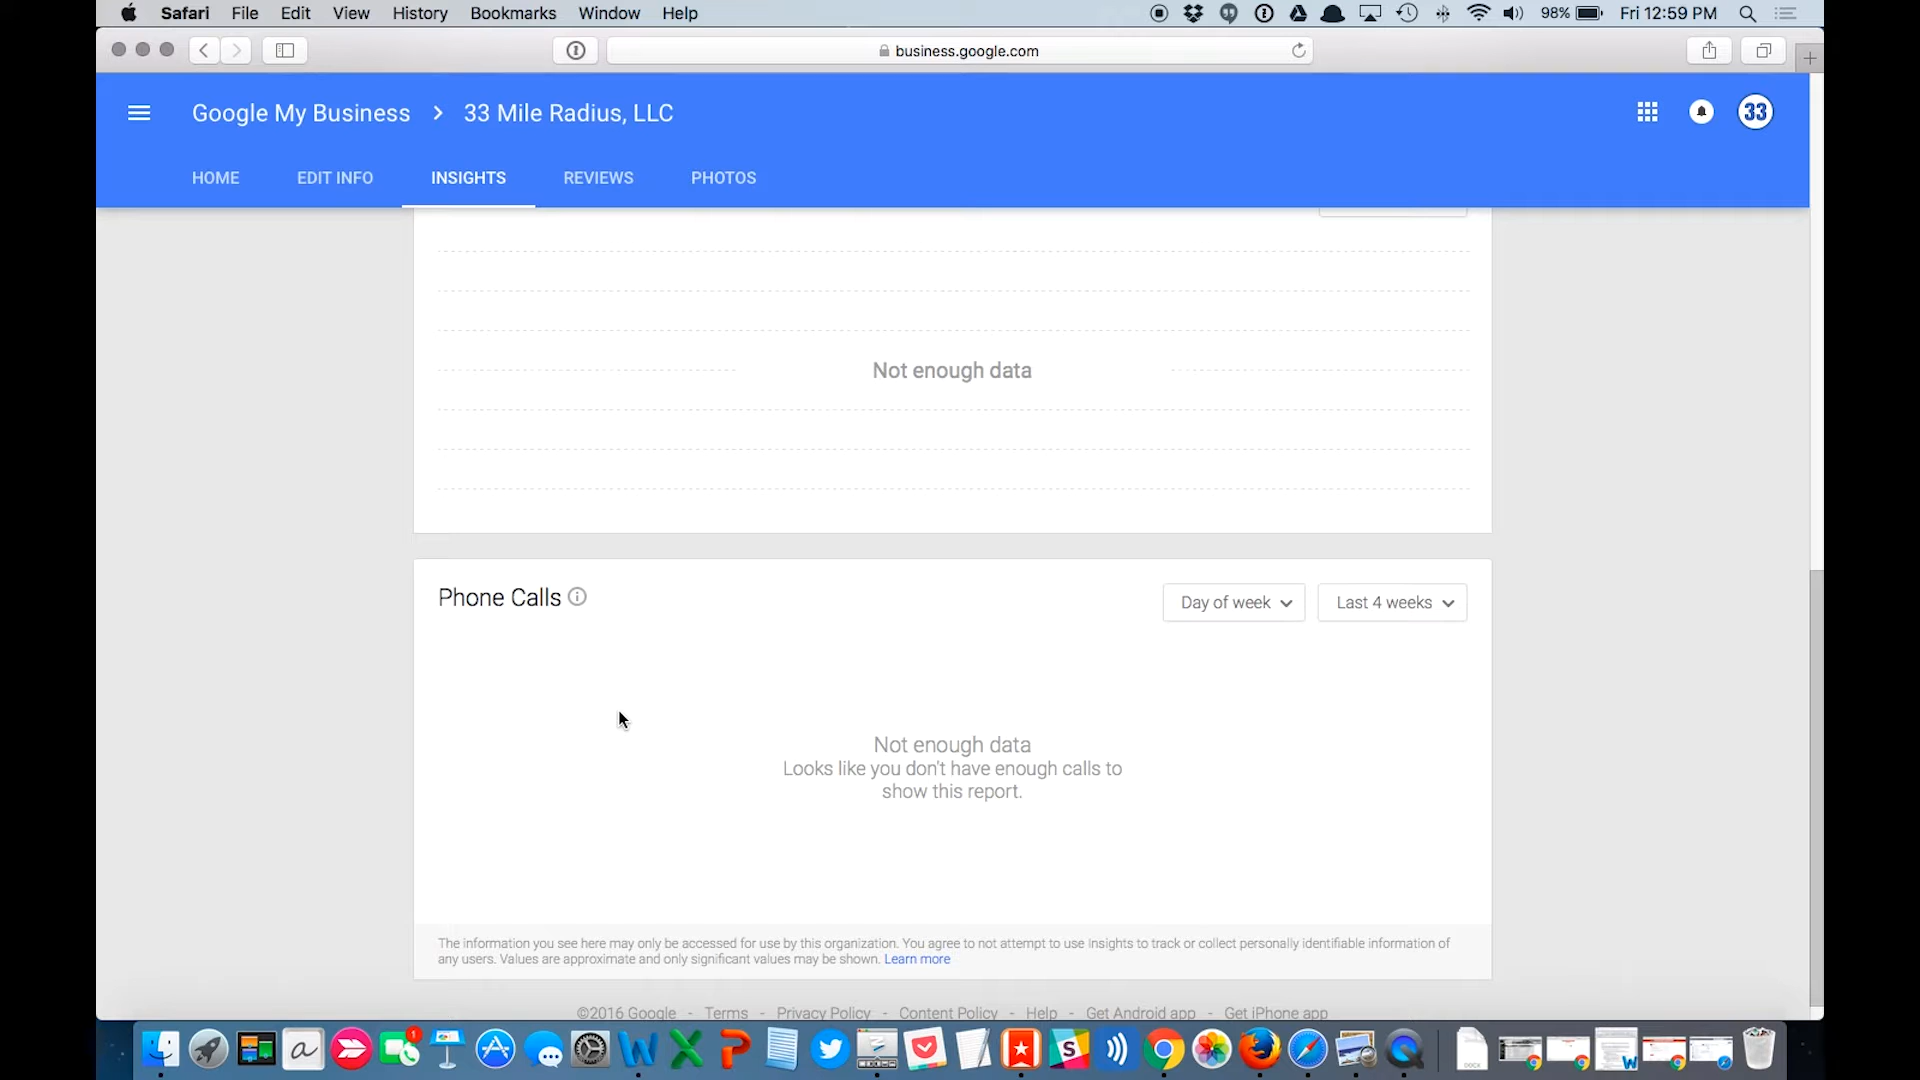 Safari File Edit View History Bookmarks Window Help 98% Fri 12:59 PM
business.google.com
Google My Business > 33 Mile Radius, LLC 33
HOME EDIT INFO INSIGHTS REVIEWS PHOTOS
Not enough data
Phone Calls
Day of week Last 4 weeks
Not enough data
Looks like you don't have enough calls to
show this report.
The information you see here may only be accessed for use by this organization. You agree to not attempt to use insights to track or collect personally identifiable information of
any users. Values are approximate and only significant values may be shown. Learn more
©2016 Google - Terms - Privacy Policy - Content Policy - Help - Get Android app - Get iPhone app